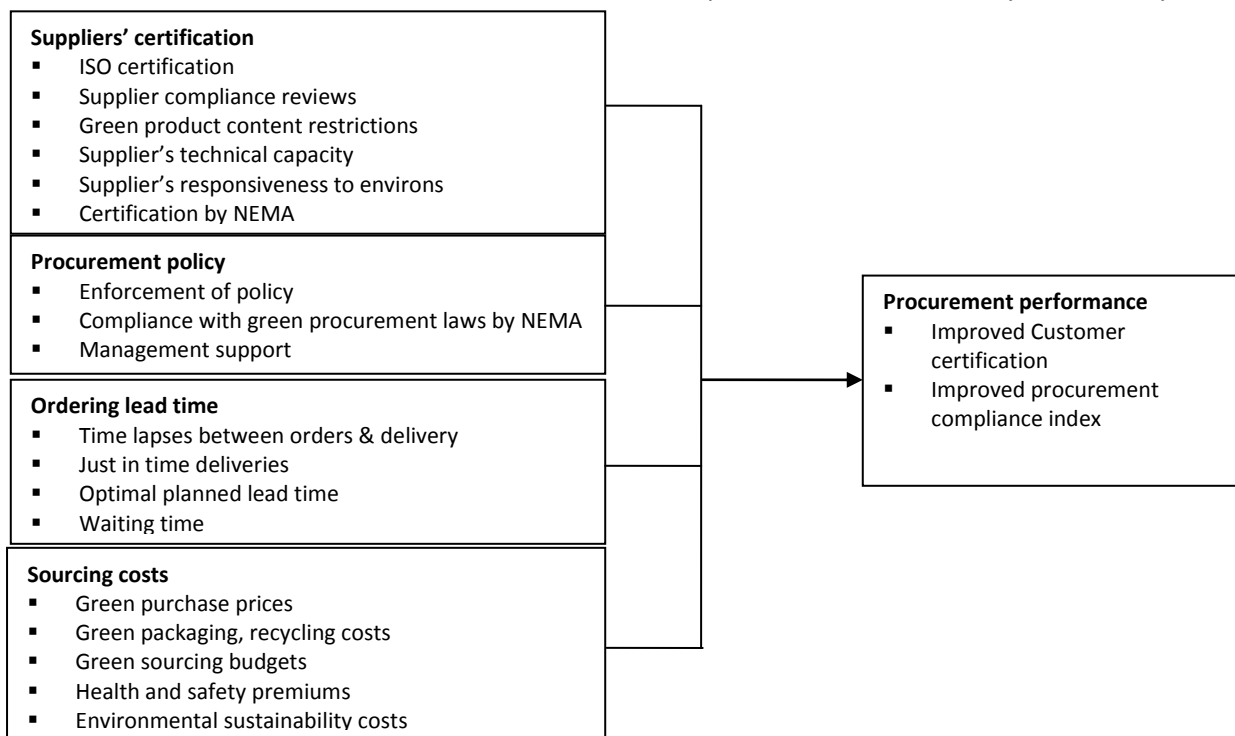 Suppliers’ certification
▪ ISO certification
▪ Supplier compliance reviews
▪ Green product content restrictions
▪ Supplier’s technical capacity
▪ Supplier’s responsiveness to environs
▪ Certification by NEMA
Procurement policy
▪ Enforcement of policy
▪ Compliance with green procurement laws by NEMA
▪ Management support
Ordering lead time
▪ Time lapses between orders & delivery
▪ Just in time deliveries
▪ Optimal planned lead time
▪ Waiting time
Sourcing costs
▪ Green purchase prices
▪ Green packaging, recycling costs
▪ Green sourcing budgets
▪ Health and safety premiums
▪ Environmental sustainability costs
Procurement performance
▪ Improved Customer
certification
▪ Improved procurement
compliance index